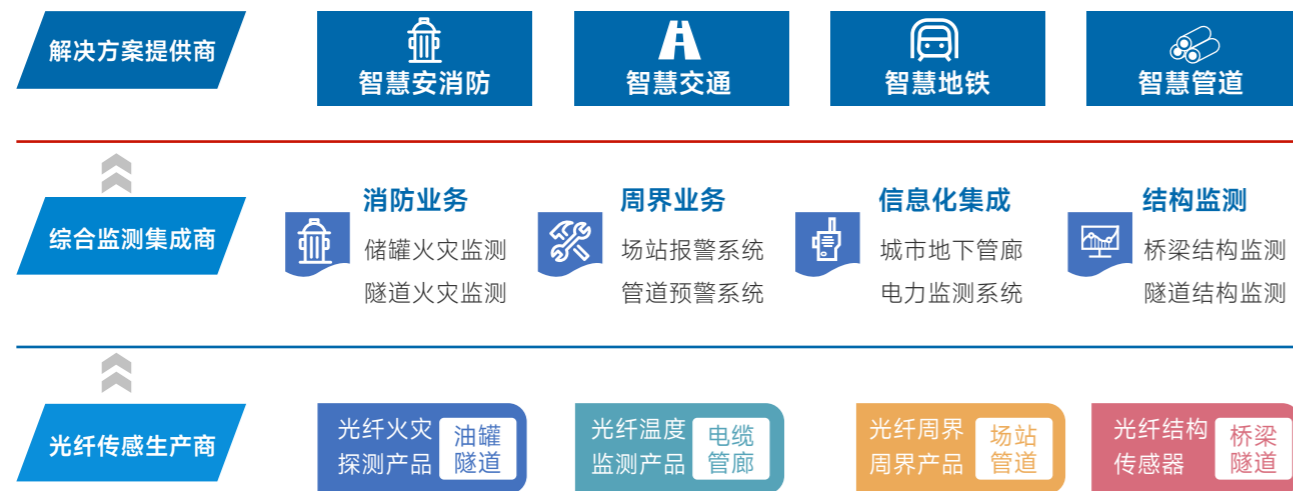 解决方案提供商
智慧安消防
智慧交通
智慧地铁
智慧管道
综合监测集成商
消防业务
储罐火灾监测
隧道火灾监测
周界业务
场站报警系统
管道预警系统
信息化集成
城市地下管廊
电力监测系统
结构监测
桥梁结构监测
隧道结构监测
光纤传感生产商
光纤火灾
探测产品
油罐
隧道
光纤温度
监测产品
电缆
管廊
光纤周界
周界产品
场站
管道
光纤结构
传感器
桥梁
隧道